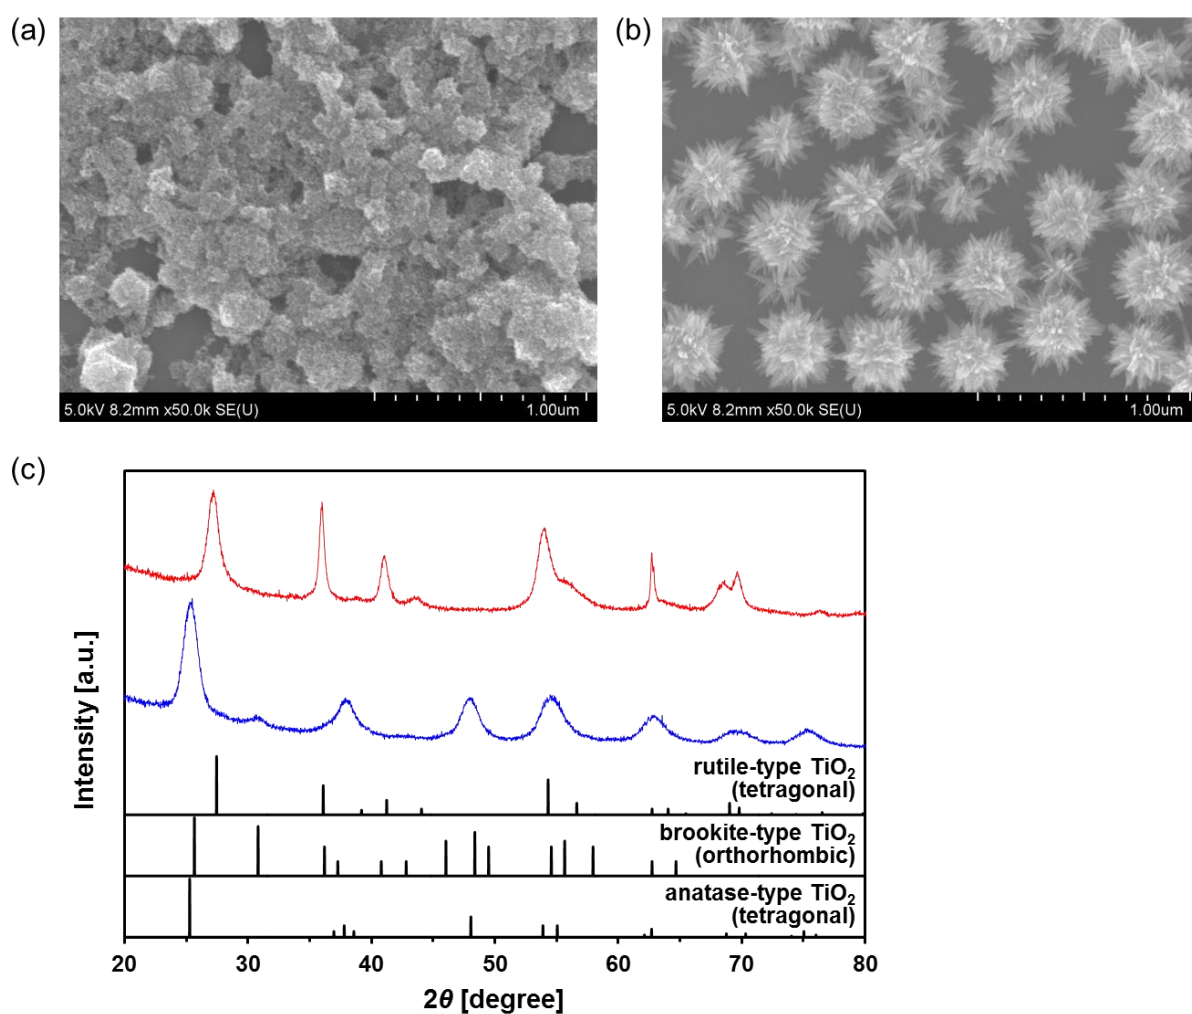 (a)
(b)
5.0kV 8.2mm x50.0k SE(U)
1.00um
5.0kV 8.2mm x50.0k SE(U)
1.00um
(c)
Intensity [a.u.]
rutile-type TiO₂
(tetragonal)
brookite-type TiO₂
(orthorhombic)
anatase-type TiO₂
(tetragonal)
20 30 40 50 60 70 80
2θ [degree]